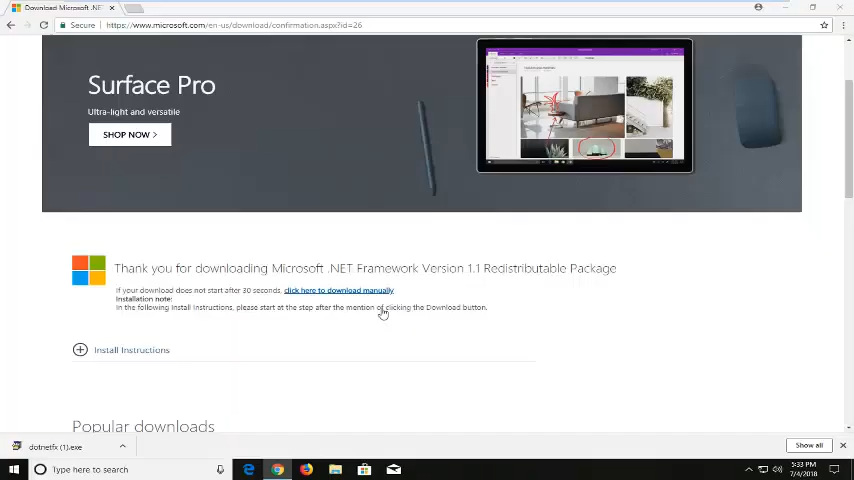 Download Microsoft .NET
Secure
https://www.microsoft.com/en-us/download/confirmation.aspx?id=26
Surface Pro
Ultra-light and versatile
SHOP NOW >
Thank you for downloading Microsoft .NET Framework Version 1.1 Redistributable Package
If your download does not start after 30 seconds, click here to download manually
Installation note:
In the following Install Instructions, please start at the step after the mention of clicking the Download button.
Install Instructions
Popular downloads
dotnetfx (1).exe
Show all
Type here to search
5:33 PM
7/4/2018